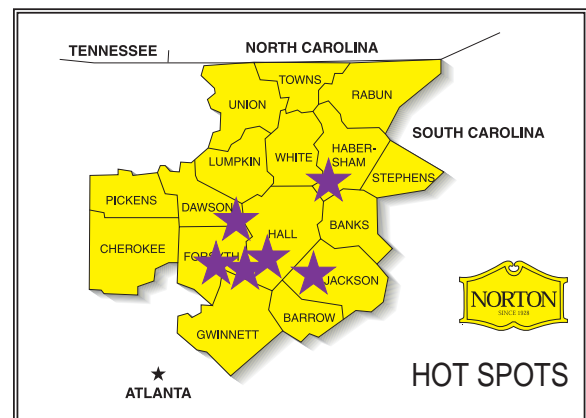 TENNESSEE
NORTH CAROLINA
TOWNS
RABUN
UNION
SOUTH CAROLINA
HABER-
SHAM
WHITE
LUMPKIN
STEPHENS
PICKENS
DAWSON
BANKS
HALL
CHEROKEE
FORSYTH
JACKSON
NORTON
SINCE 1928
BARROW
GWINNETT
HOT SPOTS
ATLANTA